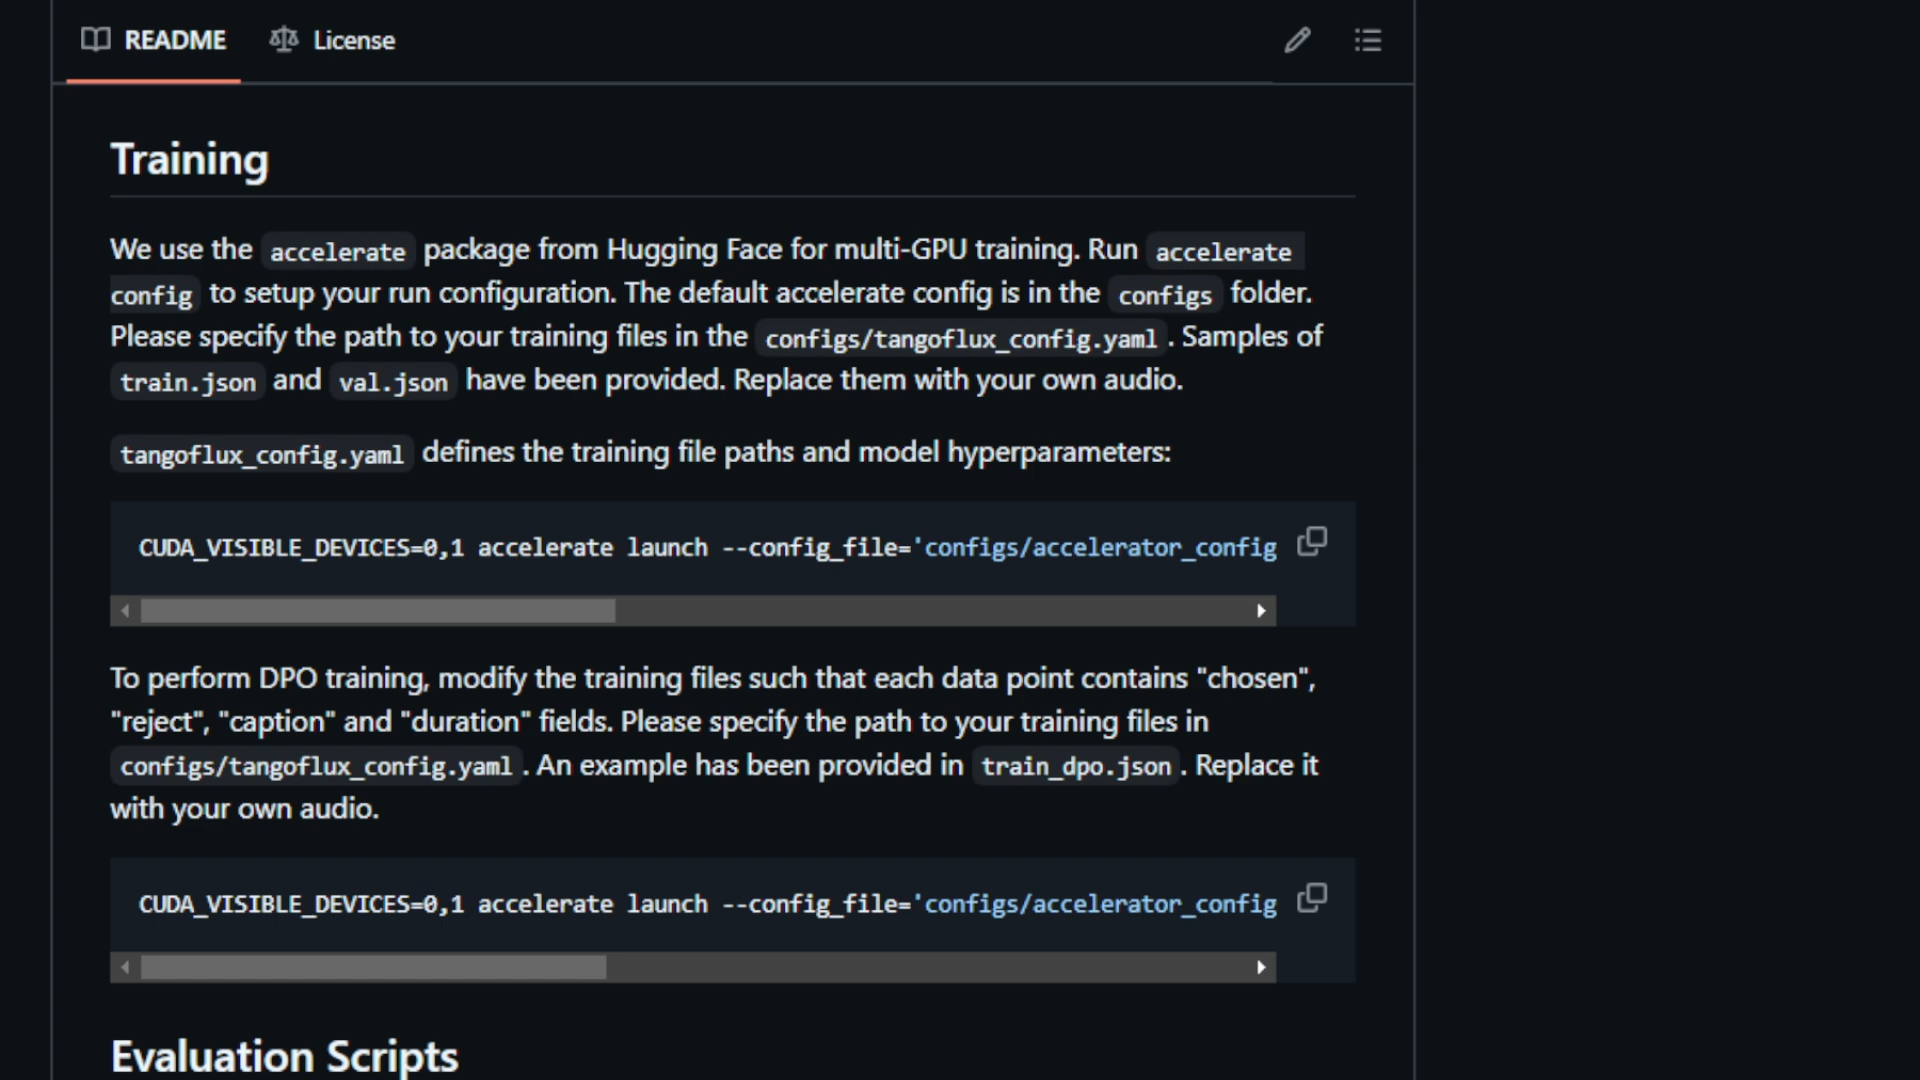 README License
Training
We use the accelerate package from Hugging Face for multi-GPU training. Run accelerate
config to setup your run configuration. The default accelerate config is in the configs folder.
Please specify the path to your training files in the configs/tangoflux_config.yaml. Samples of
train.json and val.json have been provided. Replace them with your own audio.
tangoflux_config.yaml defines the training file paths and model hyperparameters:
CUDA_VISIBLE_DEVICES=0,1 accelerate launch --config_file='configs/accelerator_config
To perform DPO training, modify the training files such that each data point contains "chosen",
"reject", "caption" and "duration" fields. Please specify the path to your training files in
configs/tangoflux_config.yaml. An example has been provided in train_dpo.json. Replace it
with your own audio.
CUDA_VISIBLE_DEVICES=0,1 accelerate launch --config_file='configs/accelerator_config
Evaluation Scripts